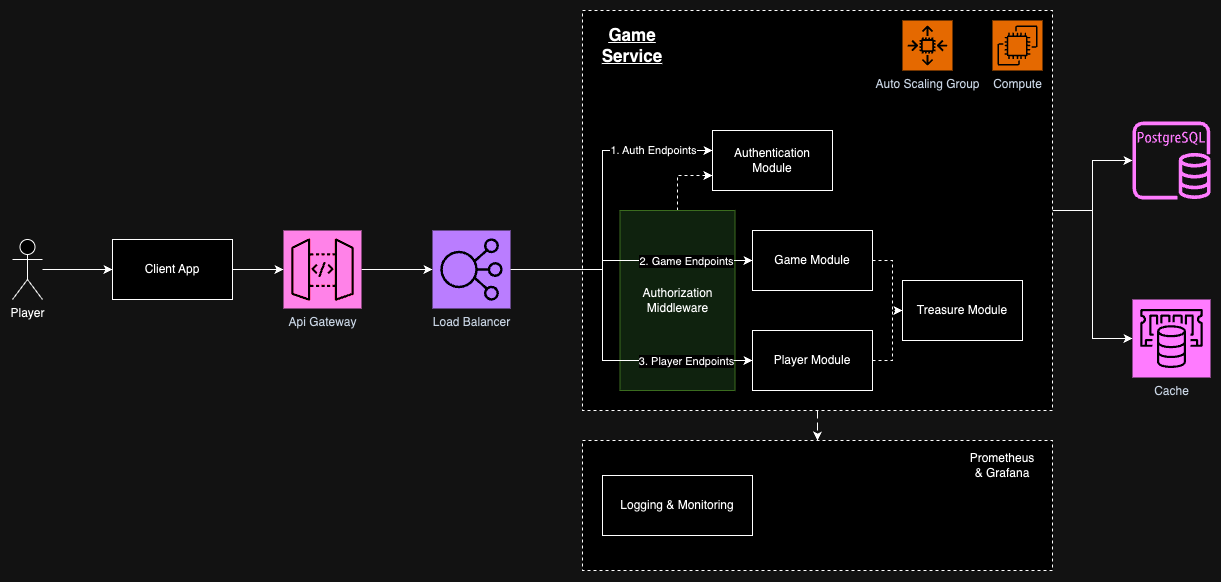 Game
Service
Auto Scaling Group
Compute
PostgreSQL
1. Auth Endpoints
Authentication
Module
Player
Client App
</>
Api Gateway
Load Balancer
2. Game Endpoints
Game Module
Authorization
Middleware
Treasure Module
3. Player Endpoints
Player Module
Cache
Prometheus
& Grafana
Logging & Monitoring